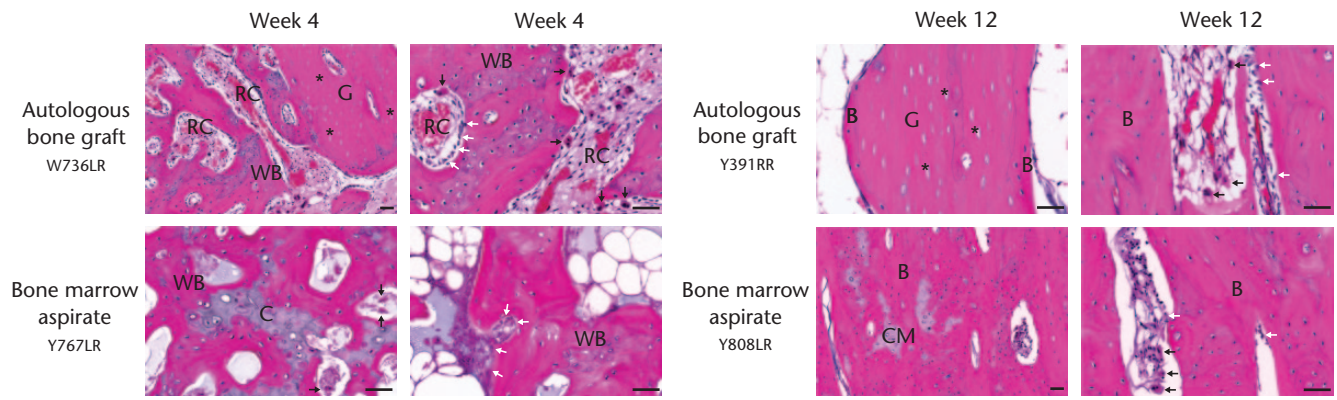 Week 4
Week 4
Week 12
Week 12
Autologous
bone graft
W736LR
RC
RC
WB
G
*
*
*
WB
RC
RC
Autologous
bone graft
Y391RR
B
G
B
*
*
*
B
Bone marrow
aspirate
Y767LR
WB
C
WB
Bone marrow
aspirate
Y808LR
B
CM
B